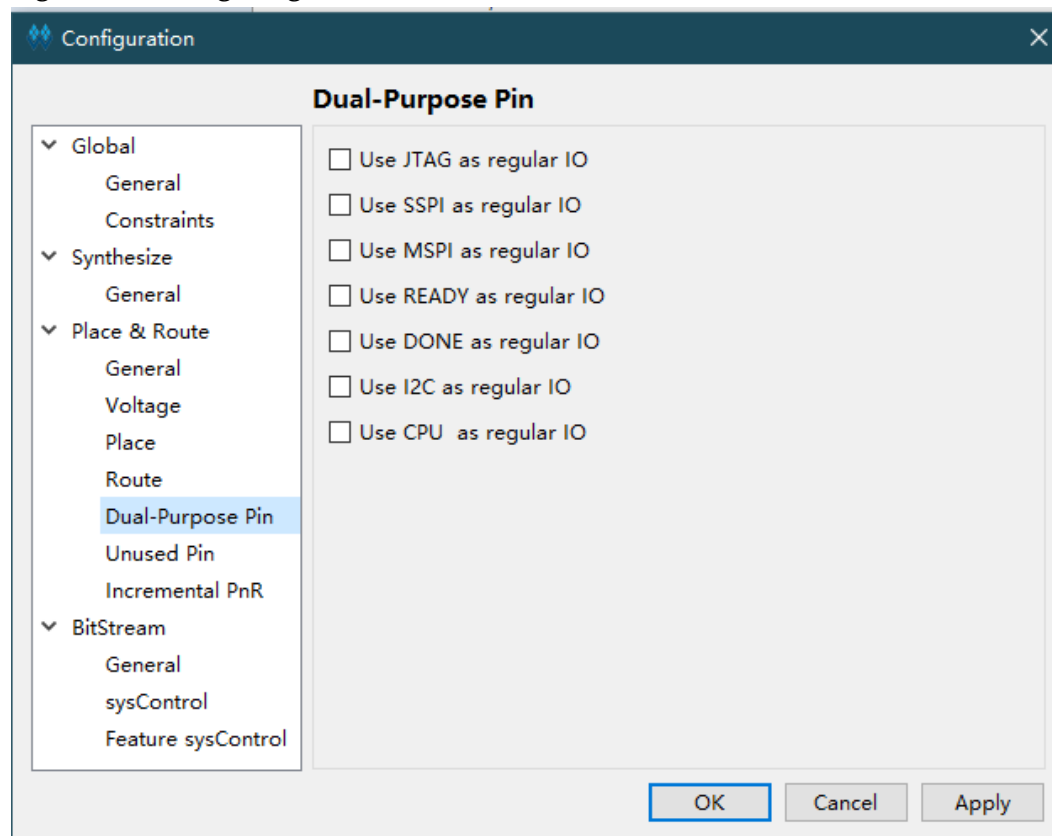 Configuration
Dual-Purpose Pin
Global
General
Constraints
Synthesize
General
Place & Route
General
Voltage
Place
Route
Dual-Purpose Pin
Unused Pin
Incremental PnR
BitStream
General
sysControl
Feature sysControl
Use JTAG as regular IO
Use SSPI as regular IO
Use MSPI as regular IO
Use READY as regular IO
Use DONE as regular IO
Use I2C as regular IO
Use CPU  as regular IO
OK
Cancel
Apply